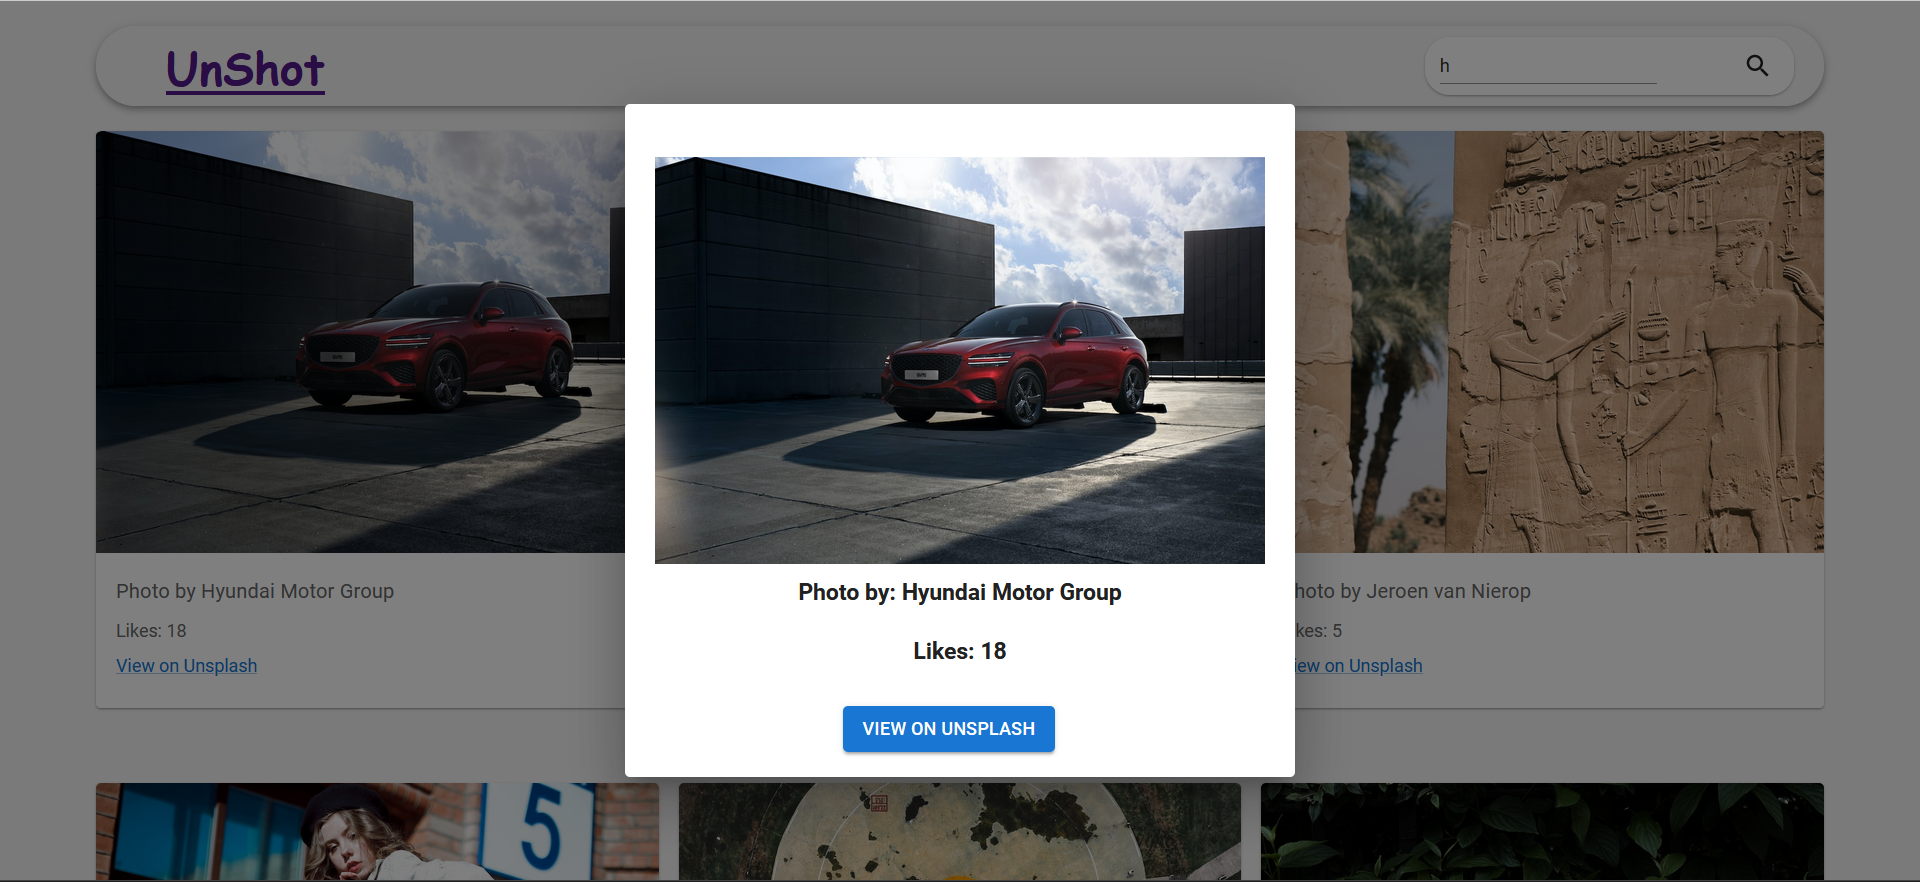 UnShot
h
Photo by: Hyundai Motor Group
Likes: 18
VIEW ON UNSPLASH
Photo by Hyundai Motor Group
Likes: 18
View on Unsplash
hoto by Jeroen van Nierop
kes: 5
iew on Unsplash
5